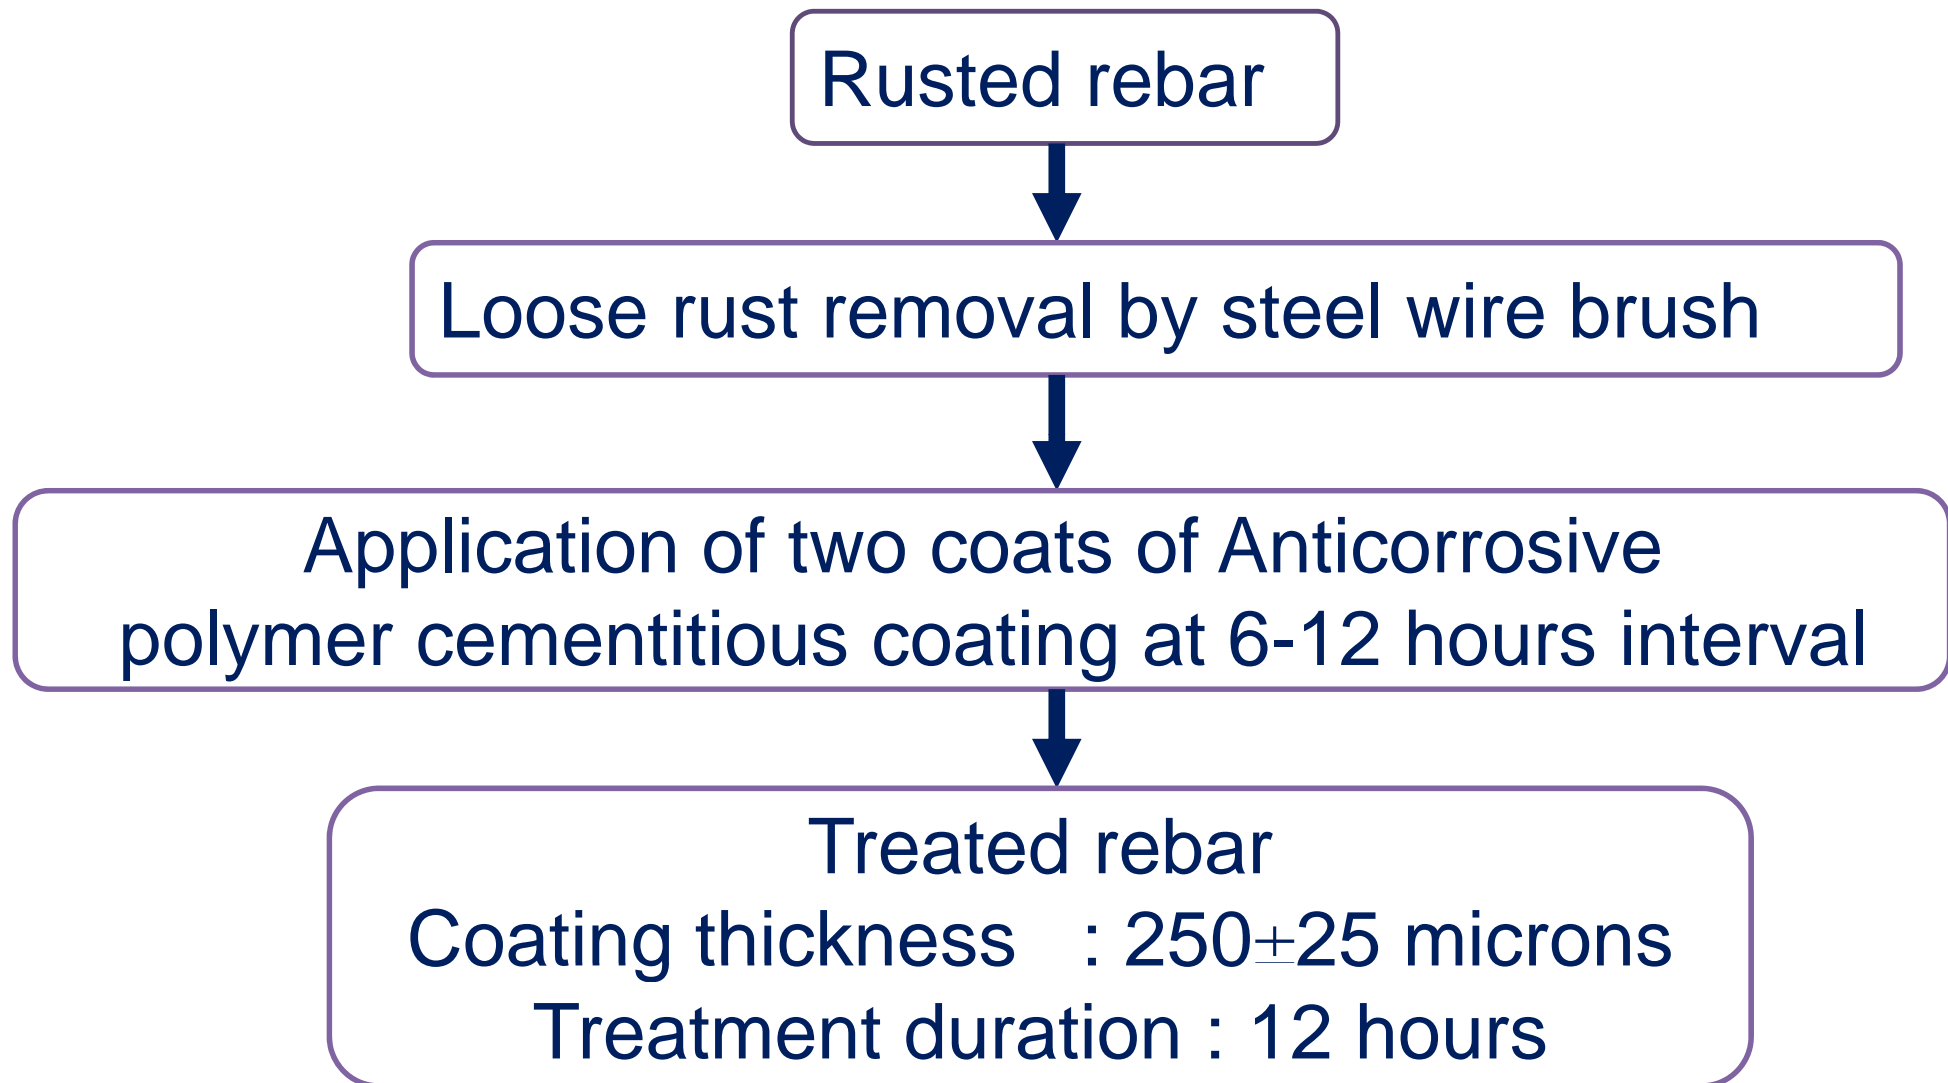 Rusted rebar
Loose rust removal by steel wire brush
Application of two coats of Anticorrosive
polymer cementitious coating at 6-12 hours interval
Treated rebar
Coating thickness : 250±25 microns
Treatment duration : 12 hours